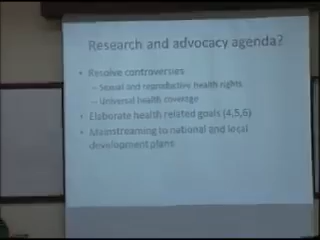 Research and advocacy agenda?
• Resolve controversies
– Sexual and reproductive health rights
– Universal health coverage
• Elaborate health related goals (4,5,6)
• Mainstreaming to national and local
development plans